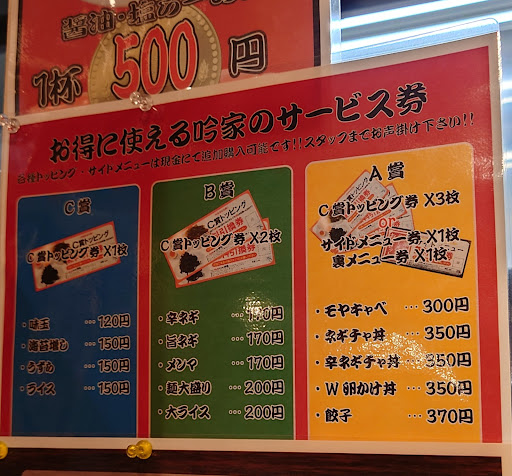 醤油・塩
1杯 500円
お得に使える吟家のサービス券
各種トッピング・サイドメニューは現金にて追加購入可能です!!スタッフまでお声掛け下さい!!
C賞
C賞トッピング券 X1枚
・味玉 … 120円
・海苔増し … 150円
・うずら … 150円
・ライス … 150円
B賞
C賞トッピング券 X2枚
・辛ネギ … 170円
・旨ネギ … 170円
・メンマ … 170円
・麺大盛り … 200円
・大ライス … 200円
A賞
C賞トッピング券 X3枚
or
サイドメニュー券 X1枚
裏メニュー券 X1枚
・モヤキャベ … 300円
・ネギチャ丼 … 350円
・辛ネギチャ丼 … 350円
・W卵かけ丼 … 350円
・餃子 … 370円